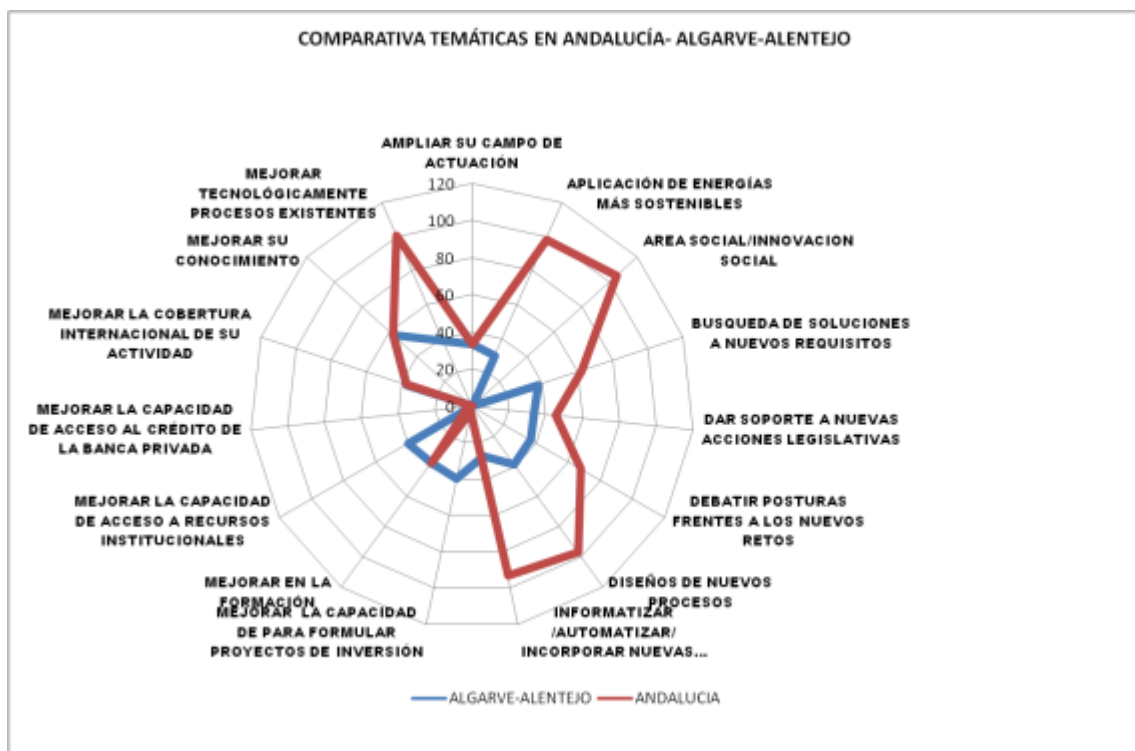 COMPARATIVA TEMÁTICAS EN ANDALUCÍA- ALGARVE-ALENTEJO
AMPLIAR SU CAMPO DE
ACTUACIÓN
APLICACIÓN DE ENERGÍAS
MÁS SOSTENIBLES
AREA SOCIAL/INNOVACION
SOCIAL
BUSQUEDA DE SOLUCIONES
A NUEVOS REQUISITOS
DAR SOPORTE A NUEVAS
ACCIONES LEGISLATIVAS
DEBATIR POSTURAS
FRENTES A LOS NUEVOS
RETOS
DISEÑOS DE NUEVOS
PROCESOS
INFORMATIZAR
/AUTOMATIZAR/
INCORPORAR NUEVAS...
MEJORAR LA CAPACIDAD
DE PARA FORMULAR
PROYECTOS DE INVERSIÓN
MEJORAR EN LA
FORMACIÓN
MEJORAR LA CAPACIDAD
DE ACCESO A RECURSOS
INSTITUCIONALES
MEJORAR LA CAPACIDAD
DE ACCESO AL CRÉDITO DE
LA BANCA PRIVADA
MEJORAR LA COBERTURA
INTERNACIONAL DE SU
ACTIVIDAD
MEJORAR SU
CONOCIMIENTO
MEJORAR
TECNOLÓGICAMENTE
PROCESOS EXISTENTES
120
100
80
60
40
20
0
ALGARVE-ALENTEJO
ANDALUCIA